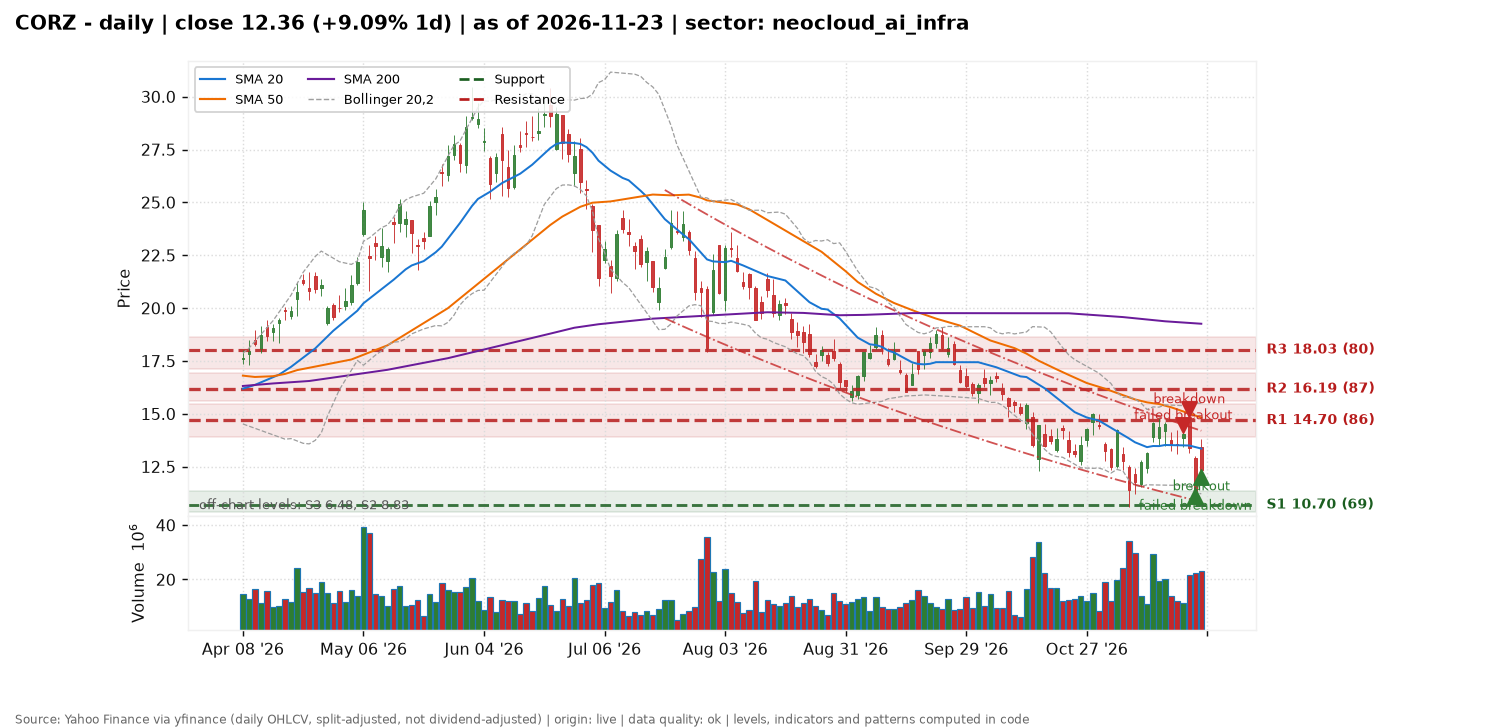 CORZ - daily | close 12.36 (+9.09% 1d) | as of 2026-11-23 | sector: neocloud_ai_infra
SMA 20
SMA 50
SMA 200
Bollinger 20,2
Support
Resistance
Price
30.0
27.5
25.0
22.5
20.0
17.5
15.0
12.5
R3 18.03 (80)
R2 16.19 (87)
R1 14.70 (86)
S1 10.70 (69)
breakdown
failed breakout
breakout
failed breakdown
off-chart levels: S3 6.48, S2 8.83
Volume 10⁶
40
20
Apr 08 '26
May 06 '26
Jun 04 '26
Jul 06 '26
Aug 03 '26
Aug 31 '26
Sep 29 '26
Oct 27 '26
Source: Yahoo Finance via yfinance (daily OHLCV, split-adjusted, not dividend-adjusted) | origin: live | data quality: ok | levels, indicators and patterns computed in code